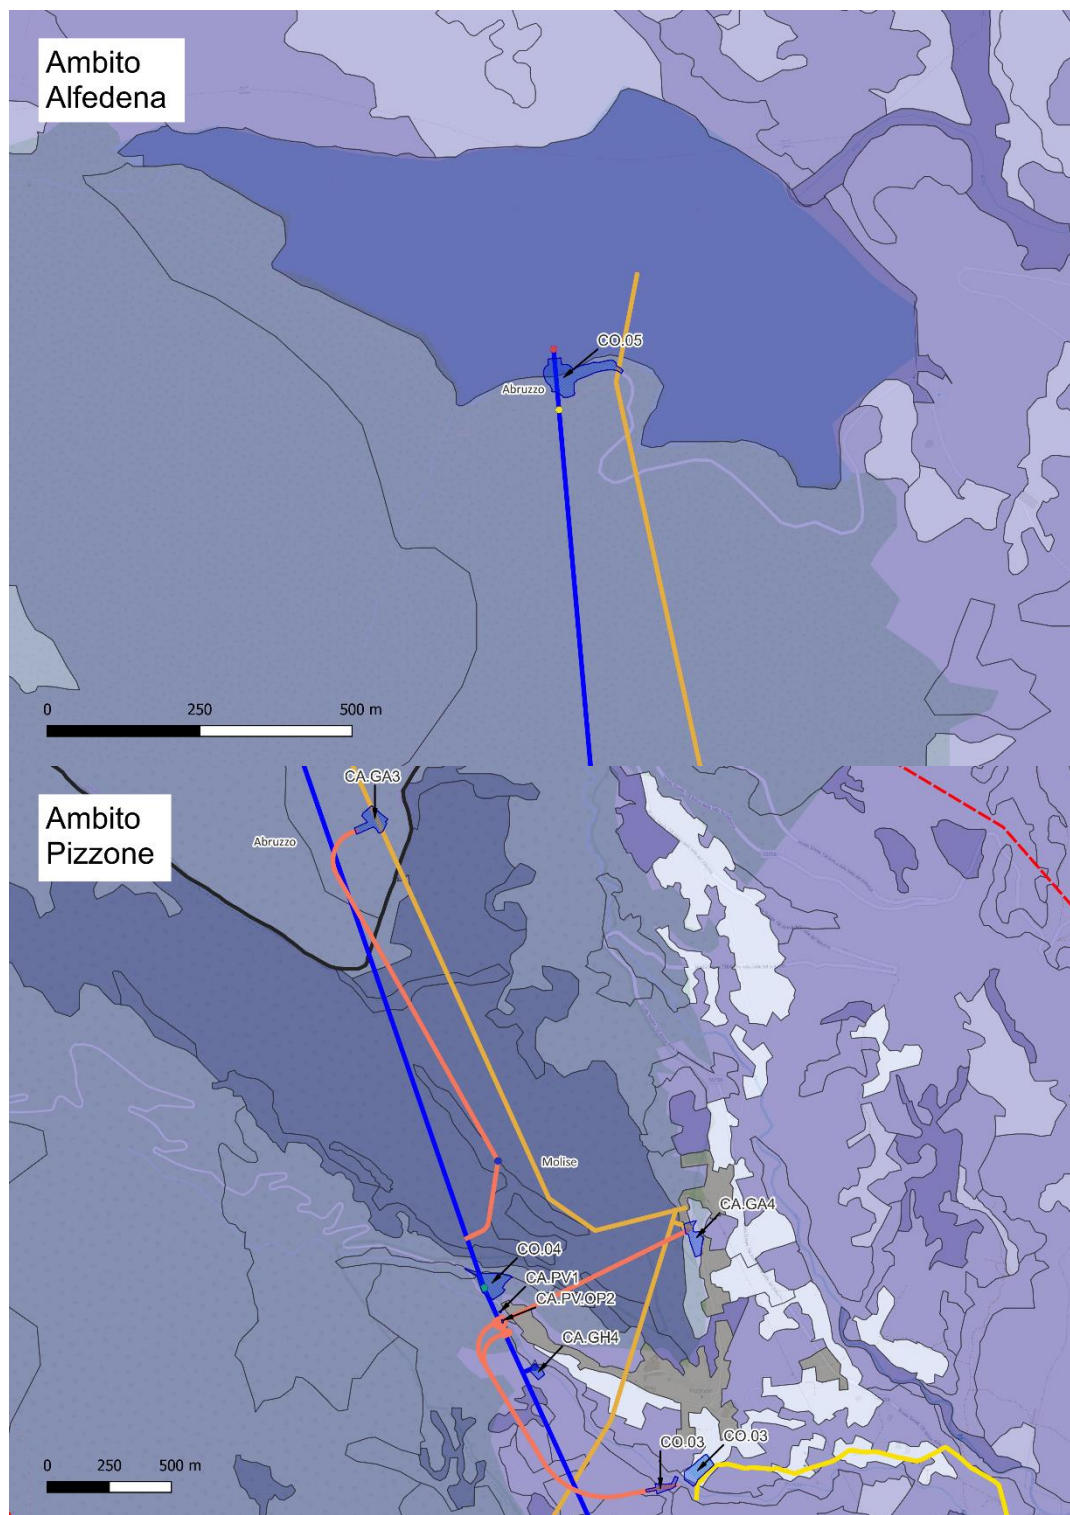 Ambito
Alfedena
CO.05
Abruzzo
0 250 500 m
CA.GA3
Ambito
Pizzone
Abruzzo
Molise
CA.GA4
CO.04
CA.PV1
CA.PV.OP2
CA.GH4
CO.03
CO.03
0 250 500 m